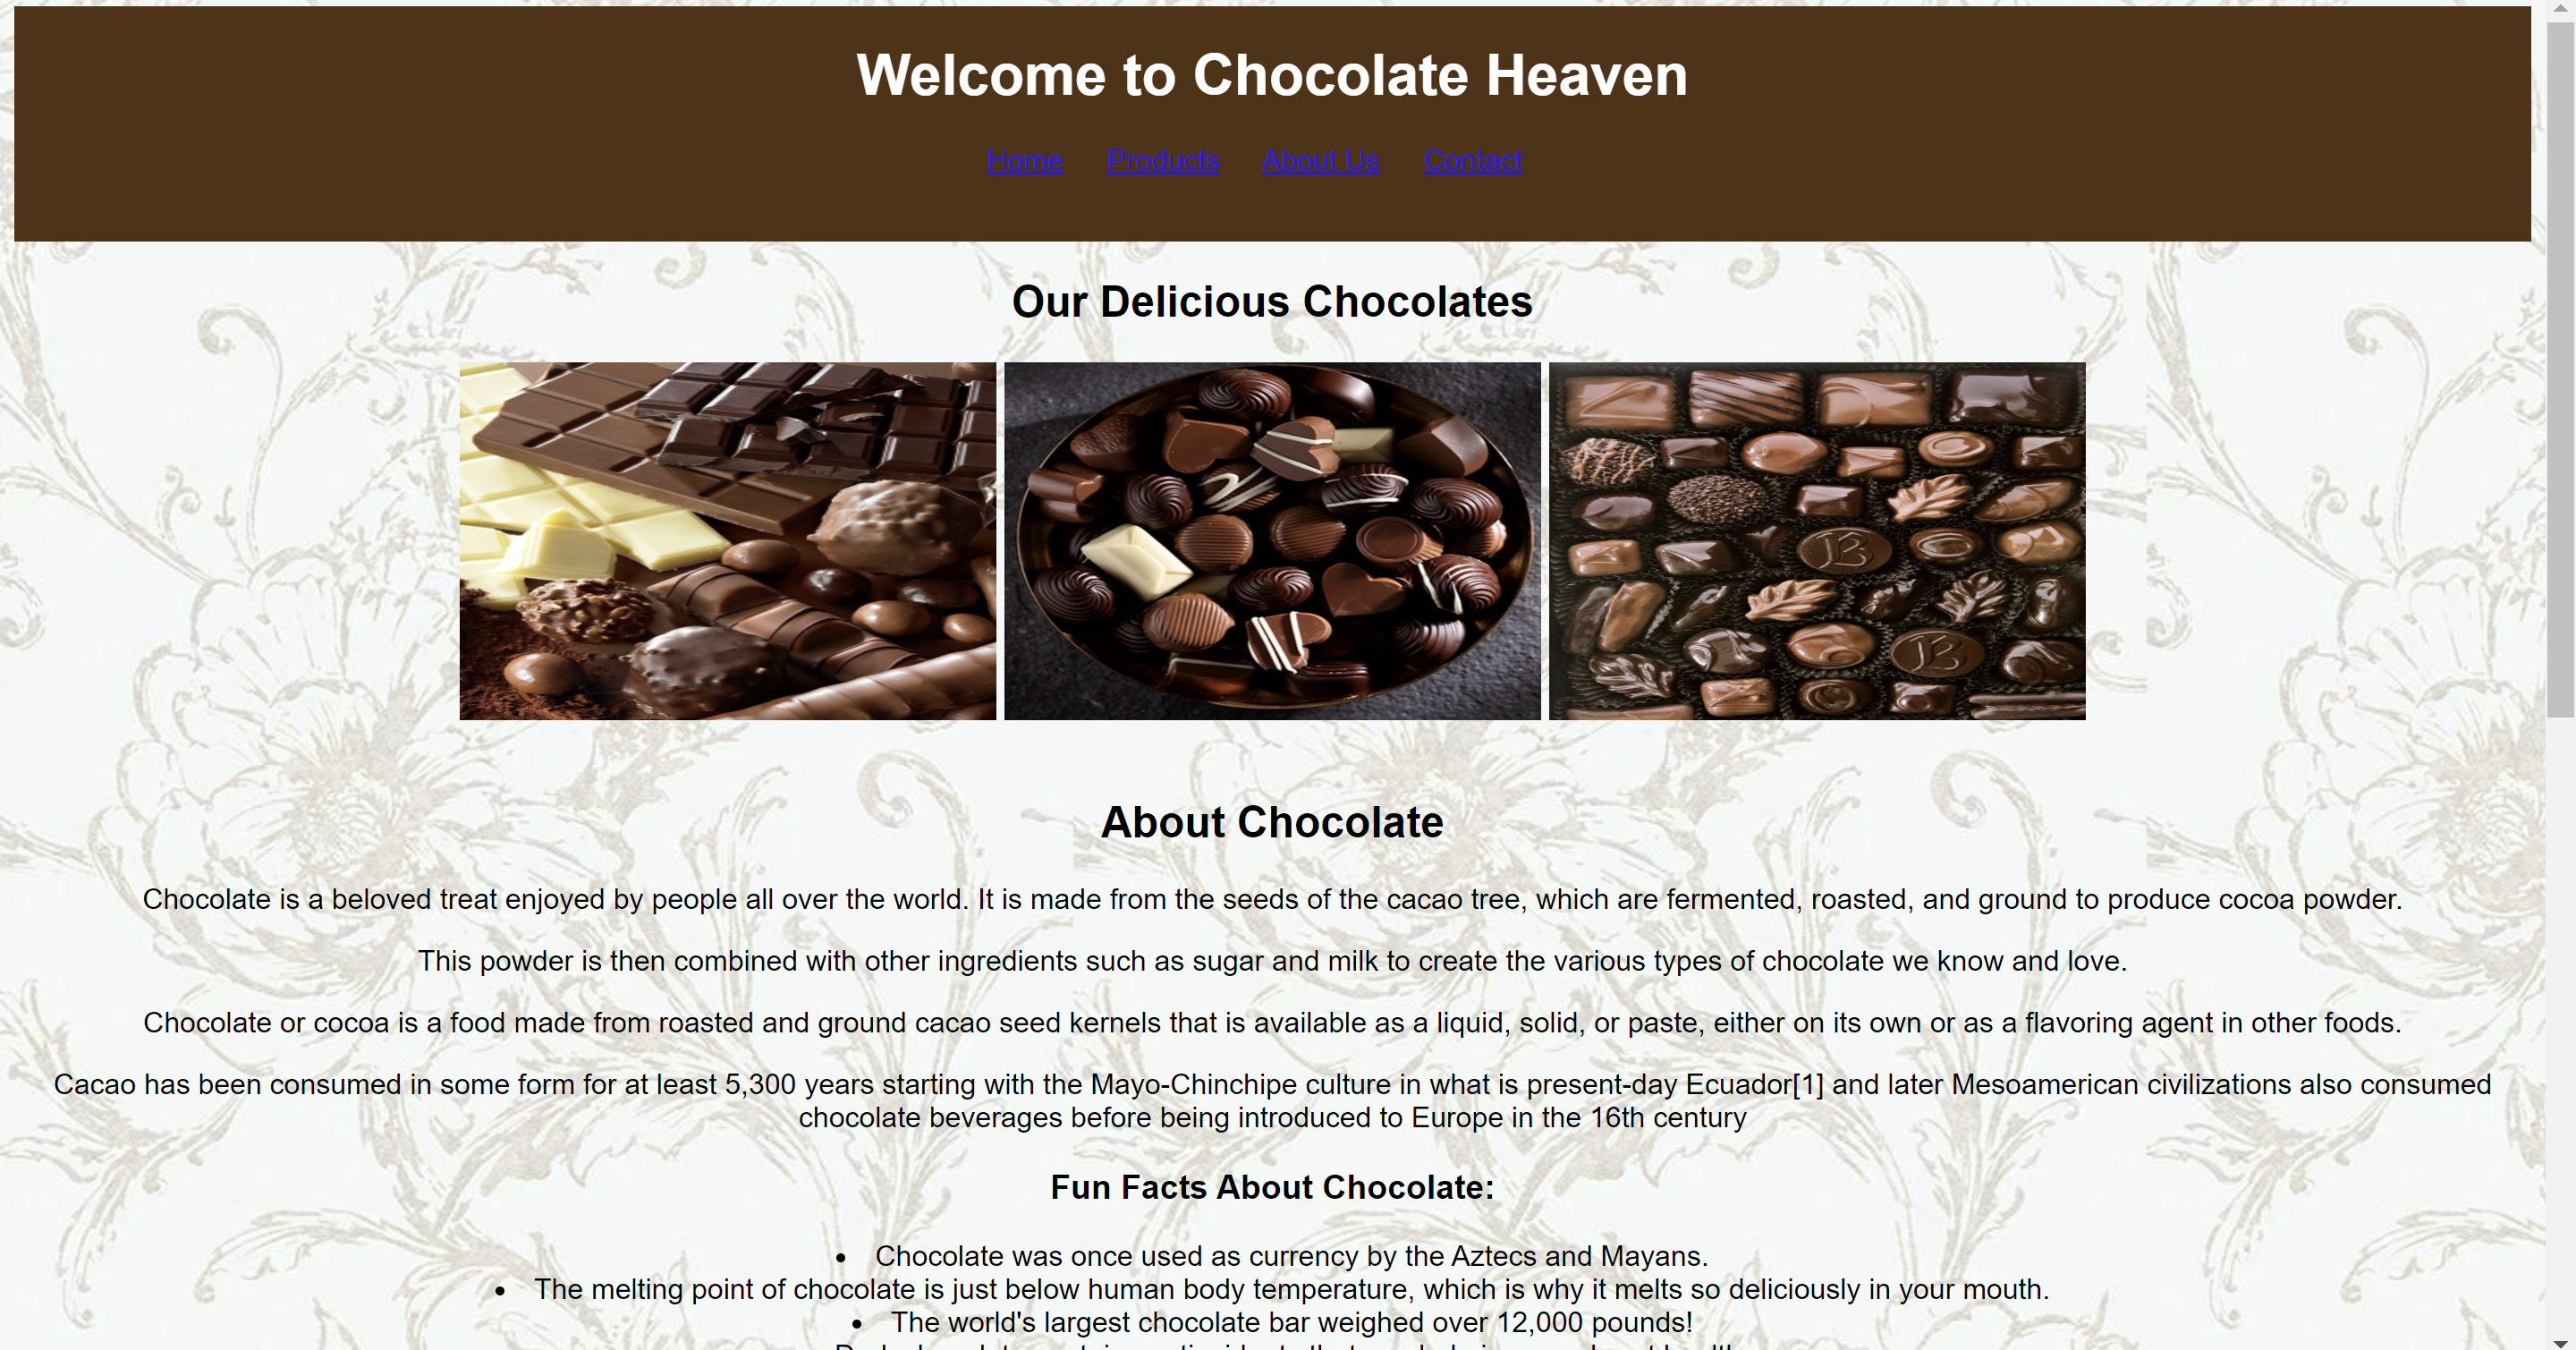 Welcome to Chocolate Heaven
Home Products About Us Contact
Our Delicious Chocolates
JB
JB
About Chocolate
Chocolate is a beloved treat enjoyed by people all over the world. It is made from the seeds of the cacao tree, which are fermented, roasted, and ground to produce cocoa powder.
This powder is then combined with other ingredients such as sugar and milk to create the various types of chocolate we know and love.
Chocolate or cocoa is a food made from roasted and ground cacao seed kernels that is available as a liquid, solid, or paste, either on its own or as a flavoring agent in other foods.
Cacao has been consumed in some form for at least 5,300 years starting with the Mayo-Chinchipe culture in what is present-day Ecuador[1] and later Mesoamerican civilizations also consumed
chocolate beverages before being introduced to Europe in the 16th century
Fun Facts About Chocolate:
• Chocolate was once used as currency by the Aztecs and Mayans.
• The melting point of chocolate is just below human body temperature, which is why it melts so deliciously in your mouth.
• The world's largest chocolate bar weighed over 12,000 pounds!